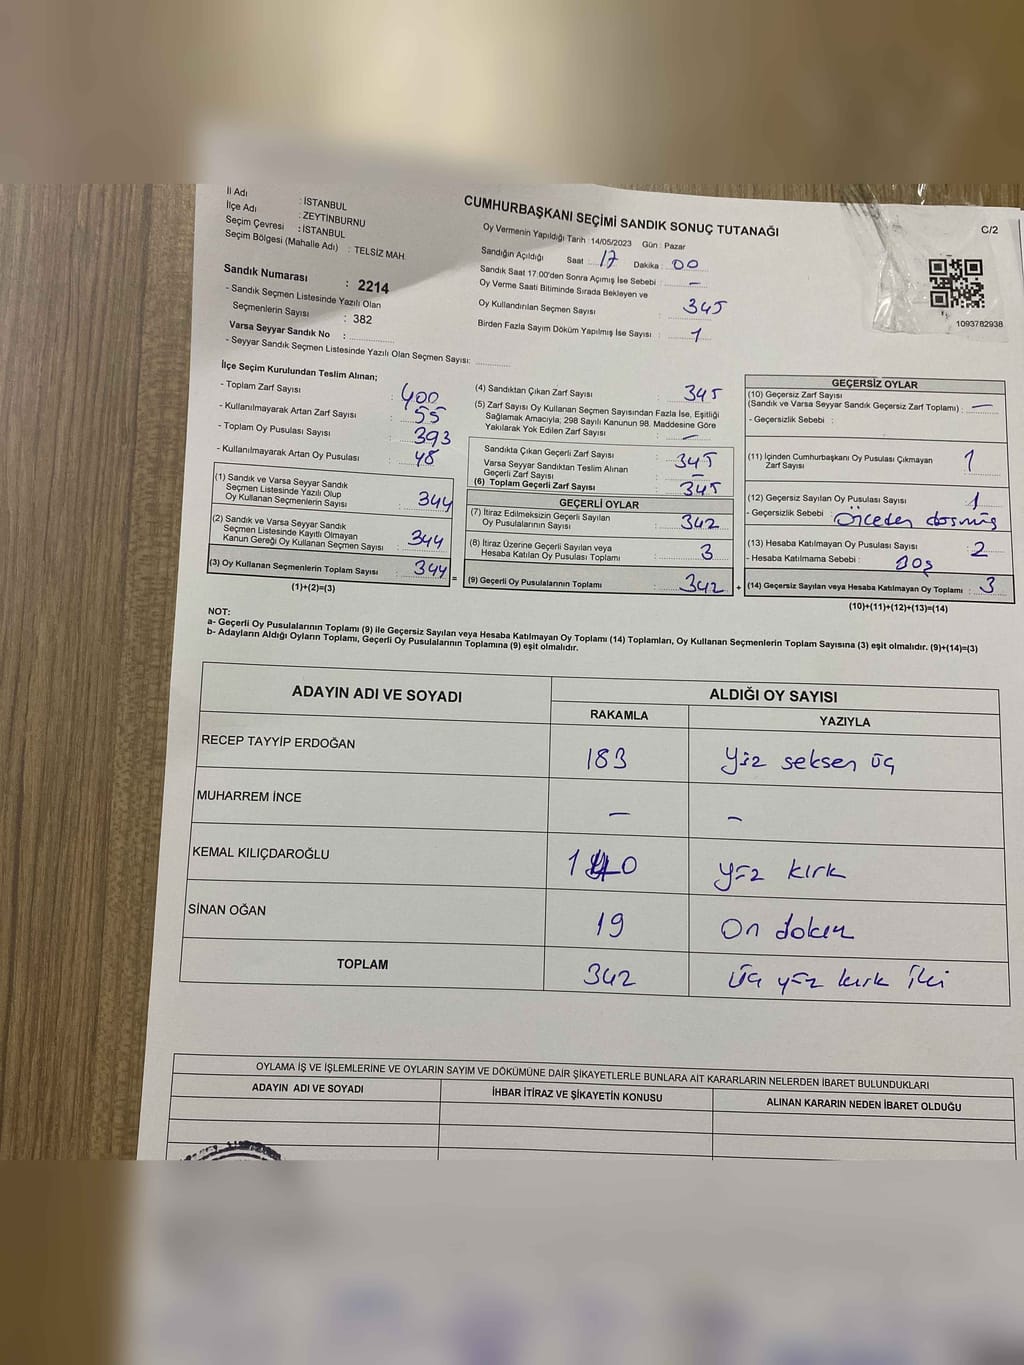 İl Adı : İSTANBUL
İlçe Adı : ZEYTİNBURNU
Seçim Çevresi : İSTANBUL
Seçim Bölgesi (Mahalle Adı) : TELSİZ MAH.
Sandık Numarası : 2214
- Sandık Seçmen Listesinde Yazılı Olan
Seçmenlerin Sayısı : 382
Varsa Seyyar Sandık No :
- Seyyar Sandık Seçmen Listesinde Yazılı Olan Seçmen Sayısı:
CUMHURBAŞKANI SEÇİMİ SANDIK SONUÇ TUTANAĞI
C/2
Oy Vermenin Yapıldığı Tarih : 14/05/2023 Gün : Pazar
Sandığın Açıldığı Saat : 17 Dakika : 00
Sandık Saat 17.00'den Sonra Açımış İse Sebebi : -
Oy Verme Saati Bitiminde Sırada Bekleyen ve
Oy Kullandırılan Seçmen Sayısı : 345
Birden Fazla Sayım Döküm Yapılmış İse Sayısı : 1
1093782938
İlçe Seçim Kurulundan Teslim Alınan;
- Toplam Zarf Sayısı : 400
- Kullanılmayarak Artan Zarf Sayısı : 55
- Toplam Oy Pusulası Sayısı : 393
- Kullanılmayarak Artan Oy Pusulası : 48
(1) Sandık ve Varsa Seyyar Sandık
Seçmen Listesinde Yazılı Olup
Oy Kullanan Seçmenlerin Sayısı : 344
(2) Sandık ve Varsa Seyyar Sandık
Seçmen Listesinde Kayıtlı Olmayan
Kanun Gereği Oy Kullanan Seçmen Sayısı : 344
(3) Oy Kullanan Seçmenlerin Toplam Sayısı : 344
(1)+(2)=(3)
(4) Sandıktan Çıkan Zarf Sayısı : 345
(5) Zarf Sayısı Oy Kullanan Seçmen Sayısından Fazla İse, Eşitliği
Sağlamak Amacıyla; 298 Sayılı Kanunun 98. Maddesine Göre
Yakılarak Yok Edilen Zarf Sayısı : -
Sandıkta Çıkan Geçerli Zarf Sayısı : 345
Varsa Seyyar Sandıktan Teslim Alınan
Geçerli Zarf Sayısı : -
(6) Toplam Geçerli Zarf Sayısı : 345
GEÇERLİ OYLAR
(7) İtiraz Edilmeksizin Geçerli Sayılan
Oy Pusulalarının Sayısı : 342
(8) İtiraz Üzerine Geçerli Sayılan veya
Hesaba Katılan Oy Pusulası Toplamı : 3
= (9) Geçerli Oy Pusulalarının Toplamı : 342 +
GEÇERSİZ OYLAR
(10) Geçersiz Zarf Sayısı
(Sandık ve Varsa Seyyar Sandık Geçersiz Zarf Toplamı) : -
- Geçersizlik Sebebi :
(11) İçinden Cumhurbaşkanı Oy Pusulası Çıkmayan
Zarf Sayısı : 1
(12) Geçersiz Sayılan Oy Pusulası Sayısı : 1
- Geçersizlik Sebebi :
(13) Hesaba Katılmayan Oy Pusulası Sayısı : 2
- Hesaba Katılmama Sebebi : Boş
(14) Geçersiz Sayılan veya Hesaba Katılmayan Oy Toplamı : 3
(10)+(11)+(12)+(13)=(14)
NOT:
a- Geçerli Oy Pusulalarının Toplamı (9) ile Geçersiz Sayılan veya Hesaba Katılmayan Oy Toplamı (14) Toplamları, Oy Kullanan Seçmenlerin Toplam Sayısına (3) eşit olmalıdır. (9)+(14)=(3)
b- Adayların Aldığı Oyların Toplamı, Geçerli Oy Pusulalarının Toplamına (9) eşit olmalıdır.
ADAYIN ADI VE SOYADI ALDIĞI OY SAYISI
RAKAMLA YAZIYLA
RECEP TAYYİP ERDOĞAN 183 Yüz seksen üç
MUHARREM İNCE - -
KEMAL KILIÇDAROĞLU 140 yüz kırk
SİNAN OĞAN 19 On dokuz
TOPLAM 342 üç yüz kırk iki
OYLAMA İŞ VE İŞLEMLERİNE VE OYLARIN SAYIM VE DÖKÜMÜNE DAİR ŞİKAYETLERLE BUNLARA AİT KARARLARIN NELERDEN İBARET BULUNDUKLARI
ADAYIN ADI VE SOYADI İHBAR İTİRAZ VE ŞİKAYETİN KONUSU ALINAN KARARIN NEDEN İBARET OLDUĞU